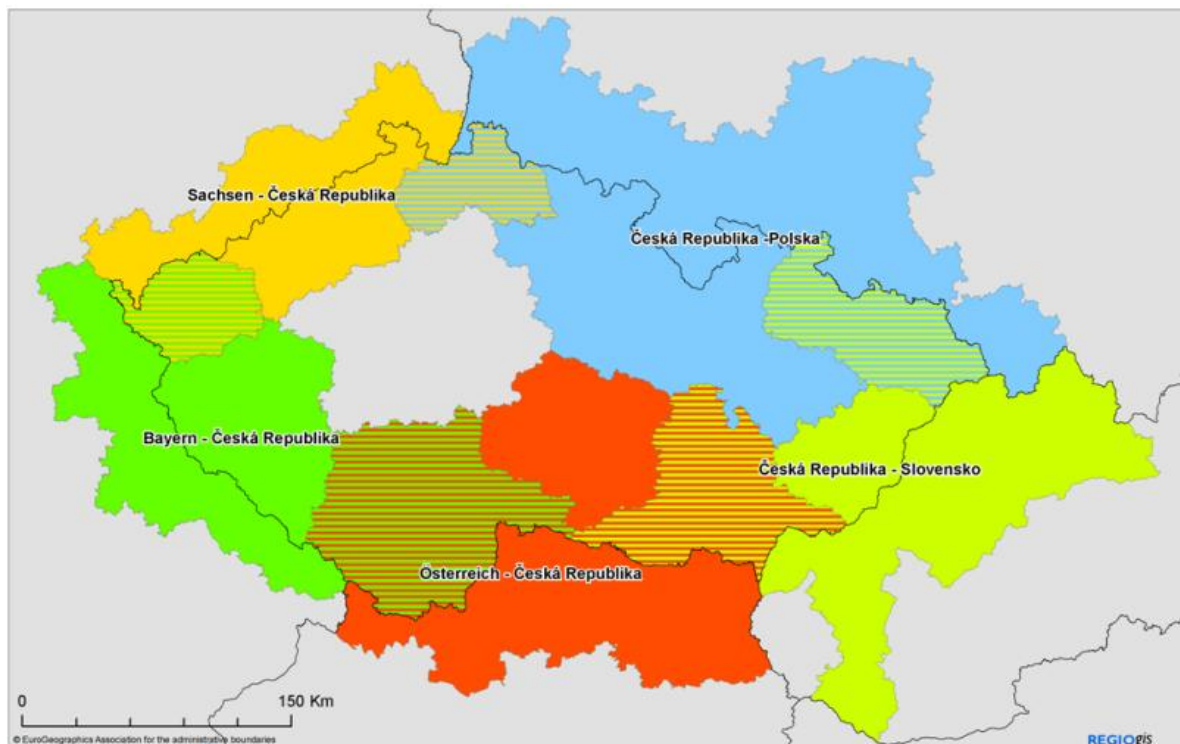 Sachsen - Česká Republika
Česká Republika -Polska
Bayern - Česká Republika
Česká Republika - Slovensko
Österreich - Česká Republika
0 150 Km
© EuroGeographics Association for the administrative boundaries
REGIOgis